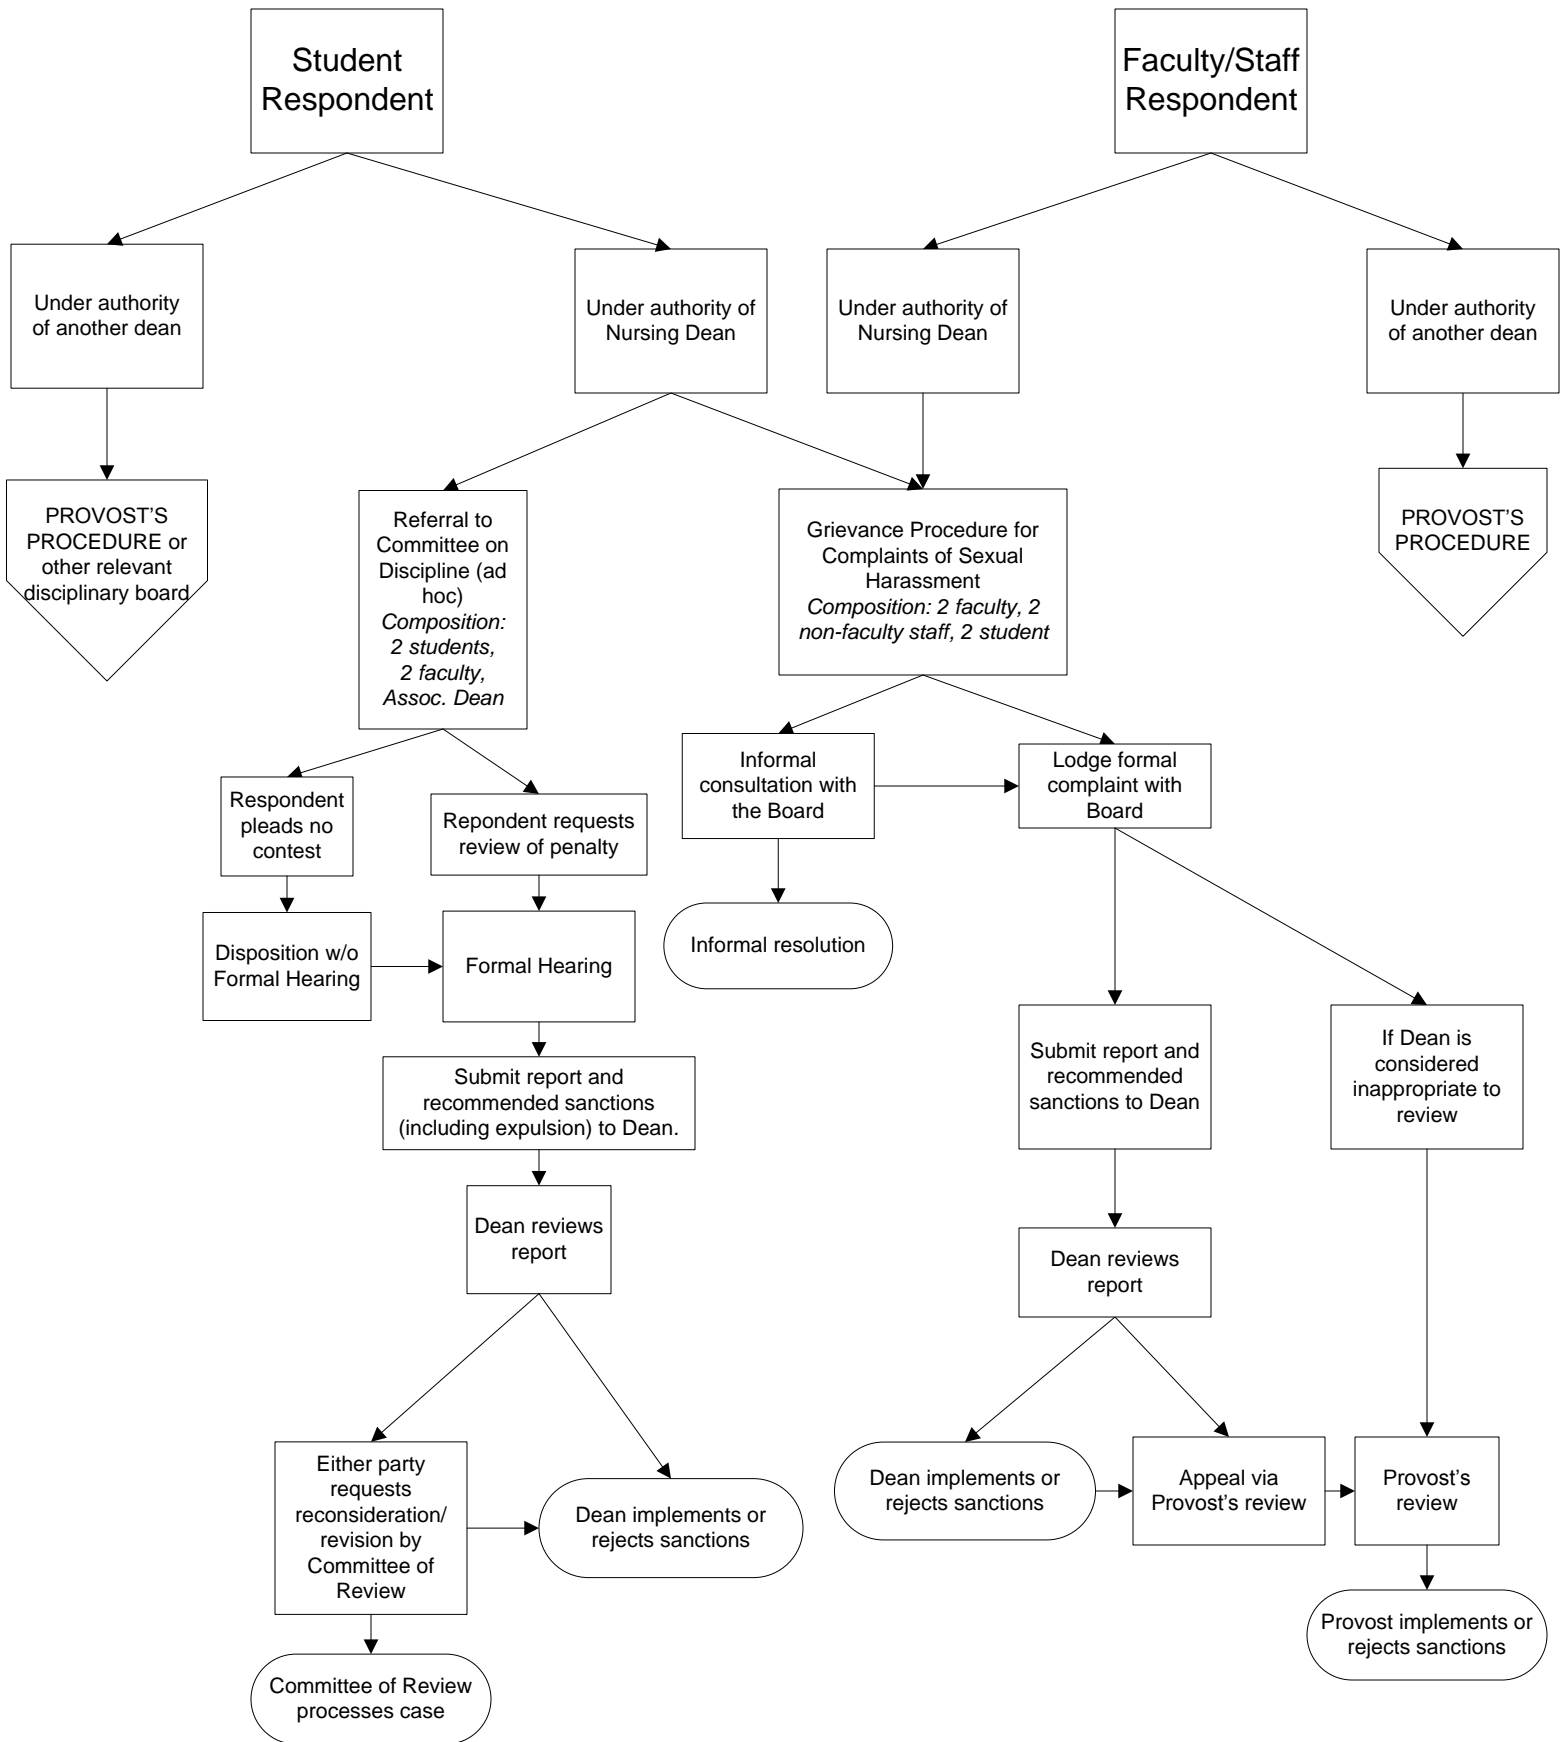 Student
Respondent
Faculty/Staff
Respondent
Under authority
of another dean
Under authority of
Nursing Dean
Under authority of
Nursing Dean
Under authority
of another dean
PROVOST’S
PROCEDURE or
other relevant
disciplinary board
Referral to
Committee on
Discipline (ad
hoc)
Composition:
2 students,
2 faculty,
Assoc. Dean
Grievance Procedure for
Complaints of Sexual
Harassment
Composition: 2 faculty, 2
non-faculty staff, 2 student
PROVOST’S
PROCEDURE
Respondent
pleads no
contest
Repondent requests
review of penalty
Informal
consultation with
the Board
Lodge formal
complaint with
Board
Disposition w/o
Formal Hearing
Formal Hearing
Informal resolution
Submit report and
recommended sanctions
(including expulsion) to Dean.
Submit report and
recommended
sanctions to Dean
If Dean is
considered
inappropriate to
review
Dean reviews
report
Dean reviews
report
Either party
requests
reconsideration/
revision by
Committee of
Review
Dean implements or
rejects sanctions
Dean implements or
rejects sanctions
Appeal via
Provost’s review
Provost’s
review
Committee of Review
processes case
Provost implements or
rejects sanctions